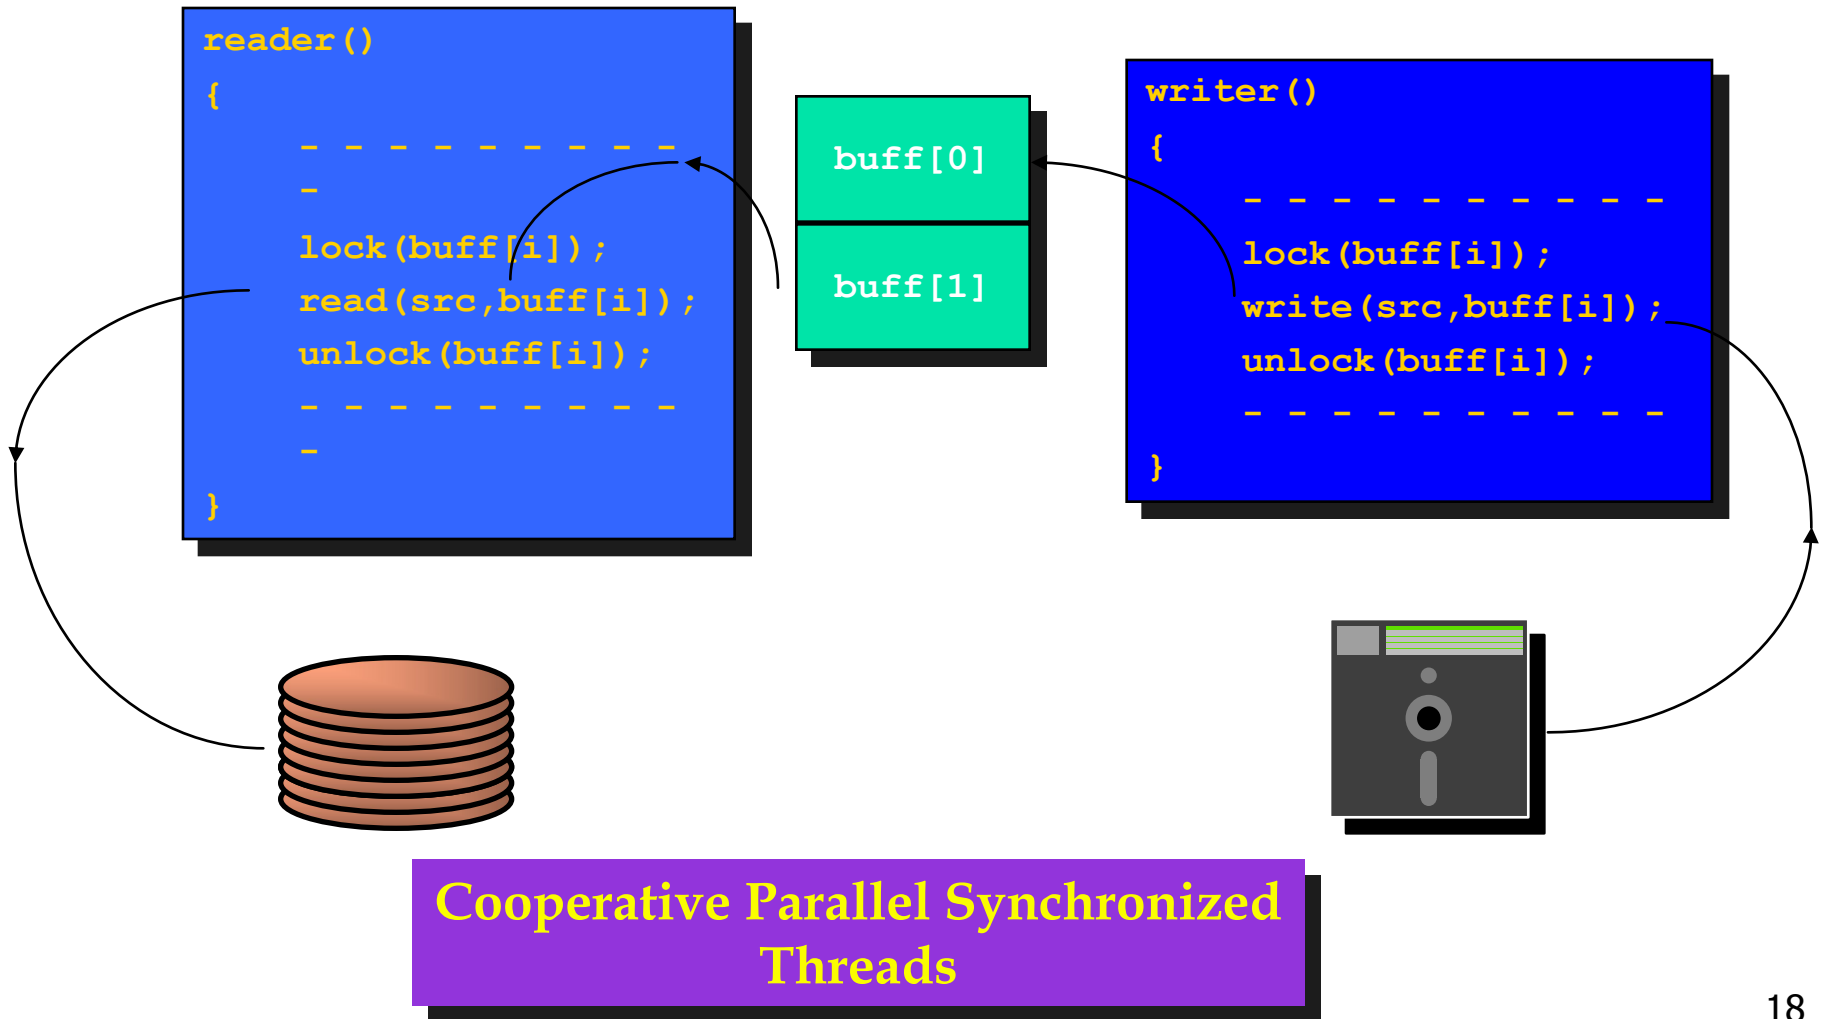 reader()
{
- - - - - - - - -
-
lock(buff[i]);
read(src,buff[i]);
unlock(buff[i]);
- - - - - - - - -
-
}
buff[0]
buff[1]
writer()
{
- - - - - - - - - -
lock(buff[i]);
write(src,buff[i]);
unlock(buff[i]);
- - - - - - - - - -
}
Cooperative Parallel Synchronized
Threads
18